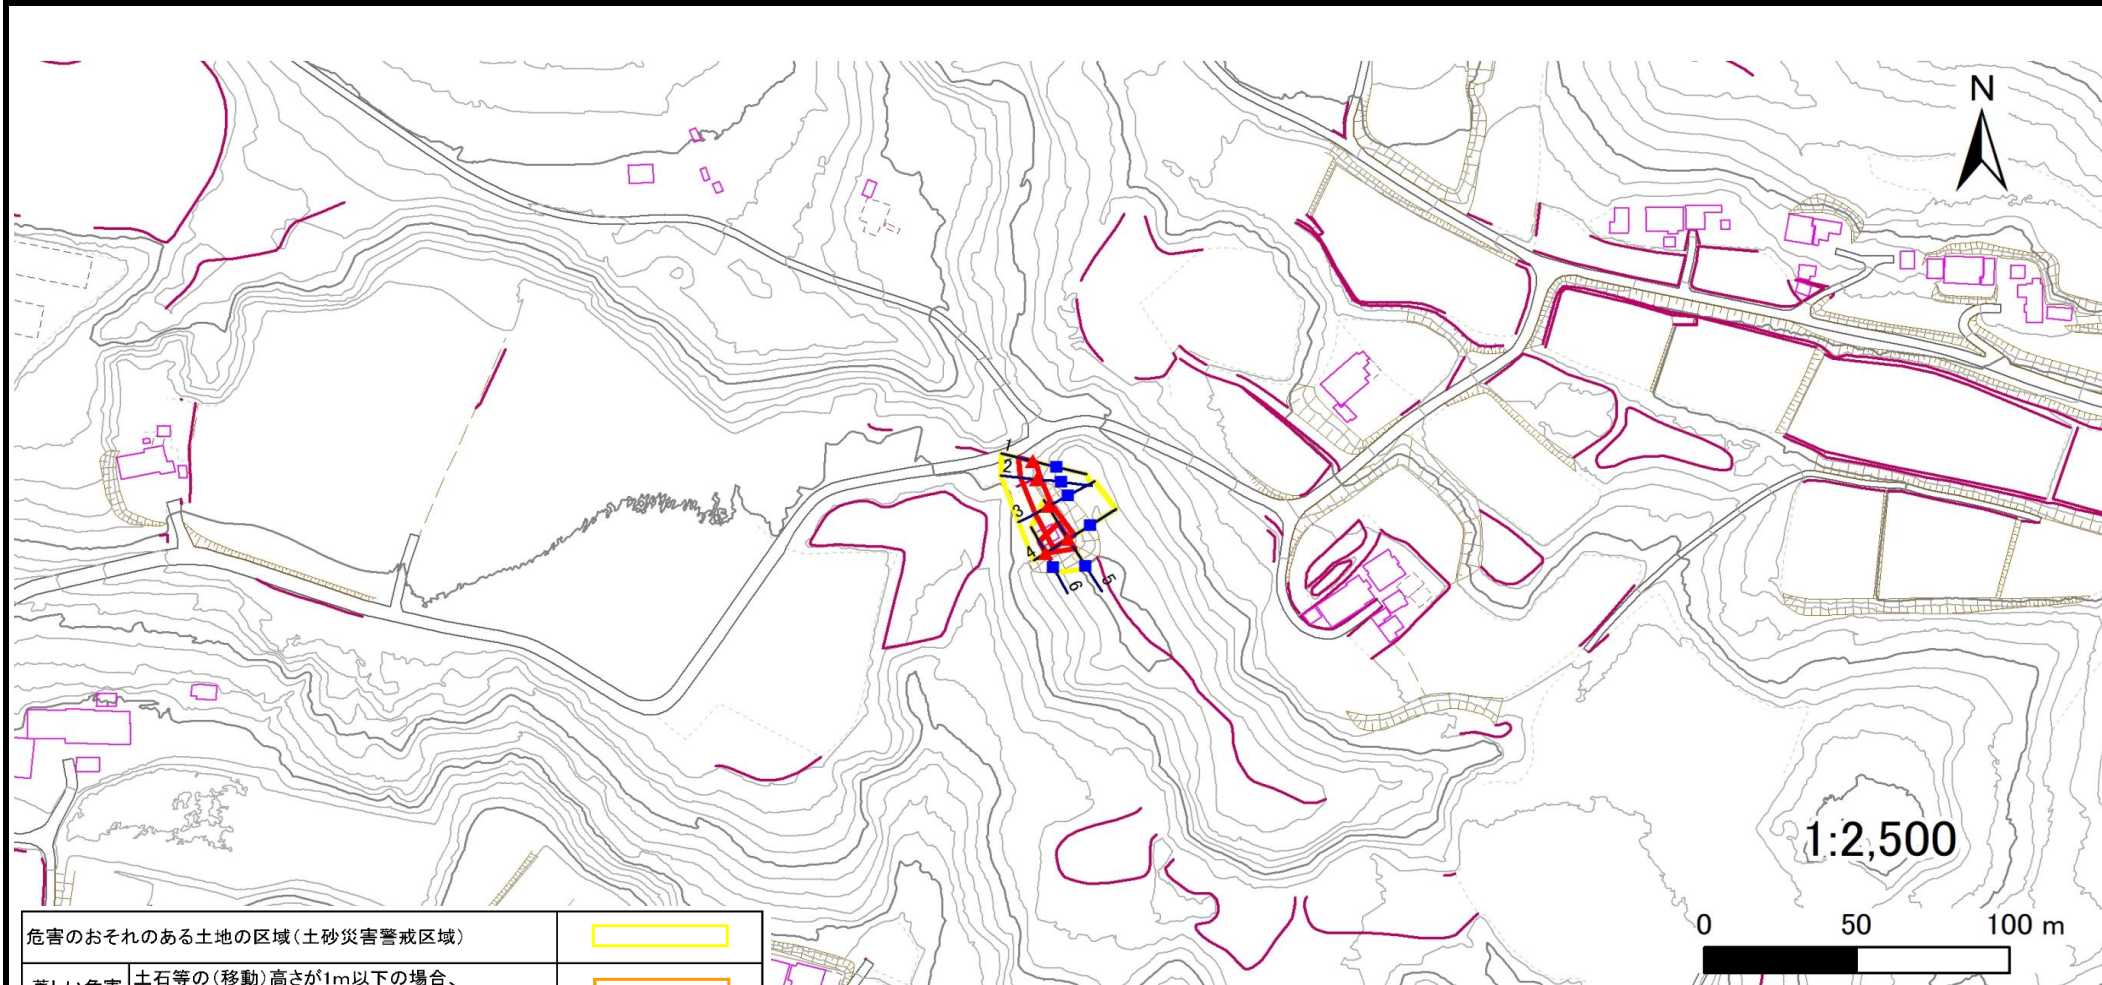 N
1
2
3
4
5
6
1:2,500
0 50 100 m
危害のおそれのある土地の区域(土砂災害警戒区域)
土石等の(移動)高さが1m以下の場合、
著しい危害